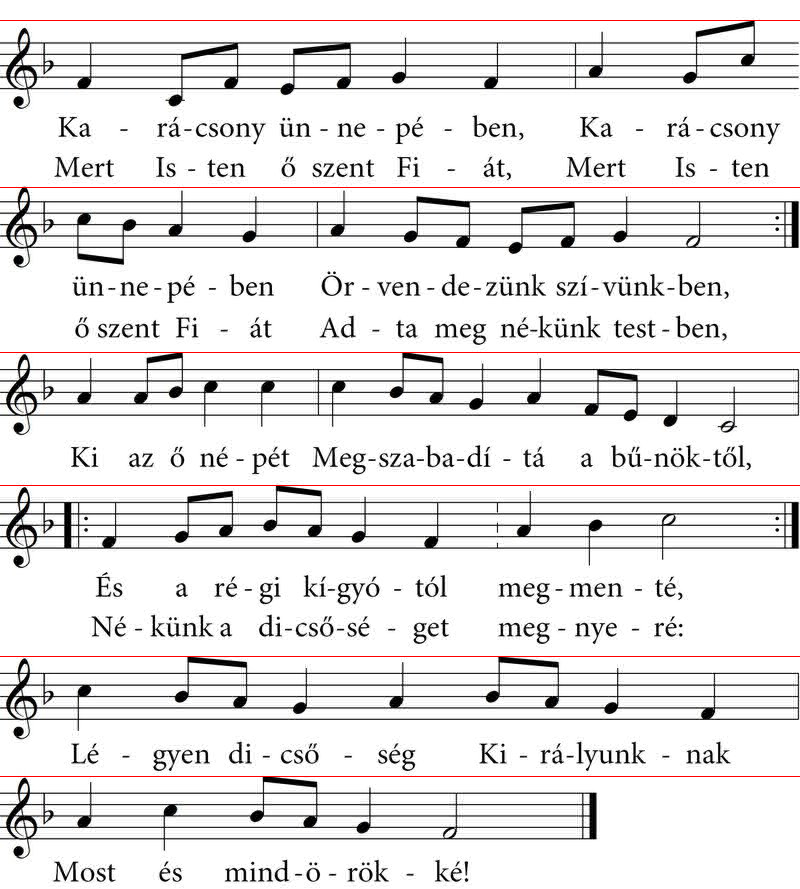 Ka - rá-csony ün - ne - pé - ben, Ka - rá - csony
Mert Is - ten ő szent Fi - át, Mert Is - ten
ün-ne-pé - ben Ör - ven - de-zünk szí-vünk-ben,
ő szent Fi - át Ad - ta meg né-künk test - ben,
Ki az ő né - pét Meg-sza-ba-dí - tá a bű-nök-től,
És a ré - gi kí-gyó - tól meg-men - té,
Né - künk a di-cső-sé - get meg - nye - ré:
Lé - gyen di - cső - ség Ki - rá-lyunk - nak
Most és mind-ö - rök - ké!